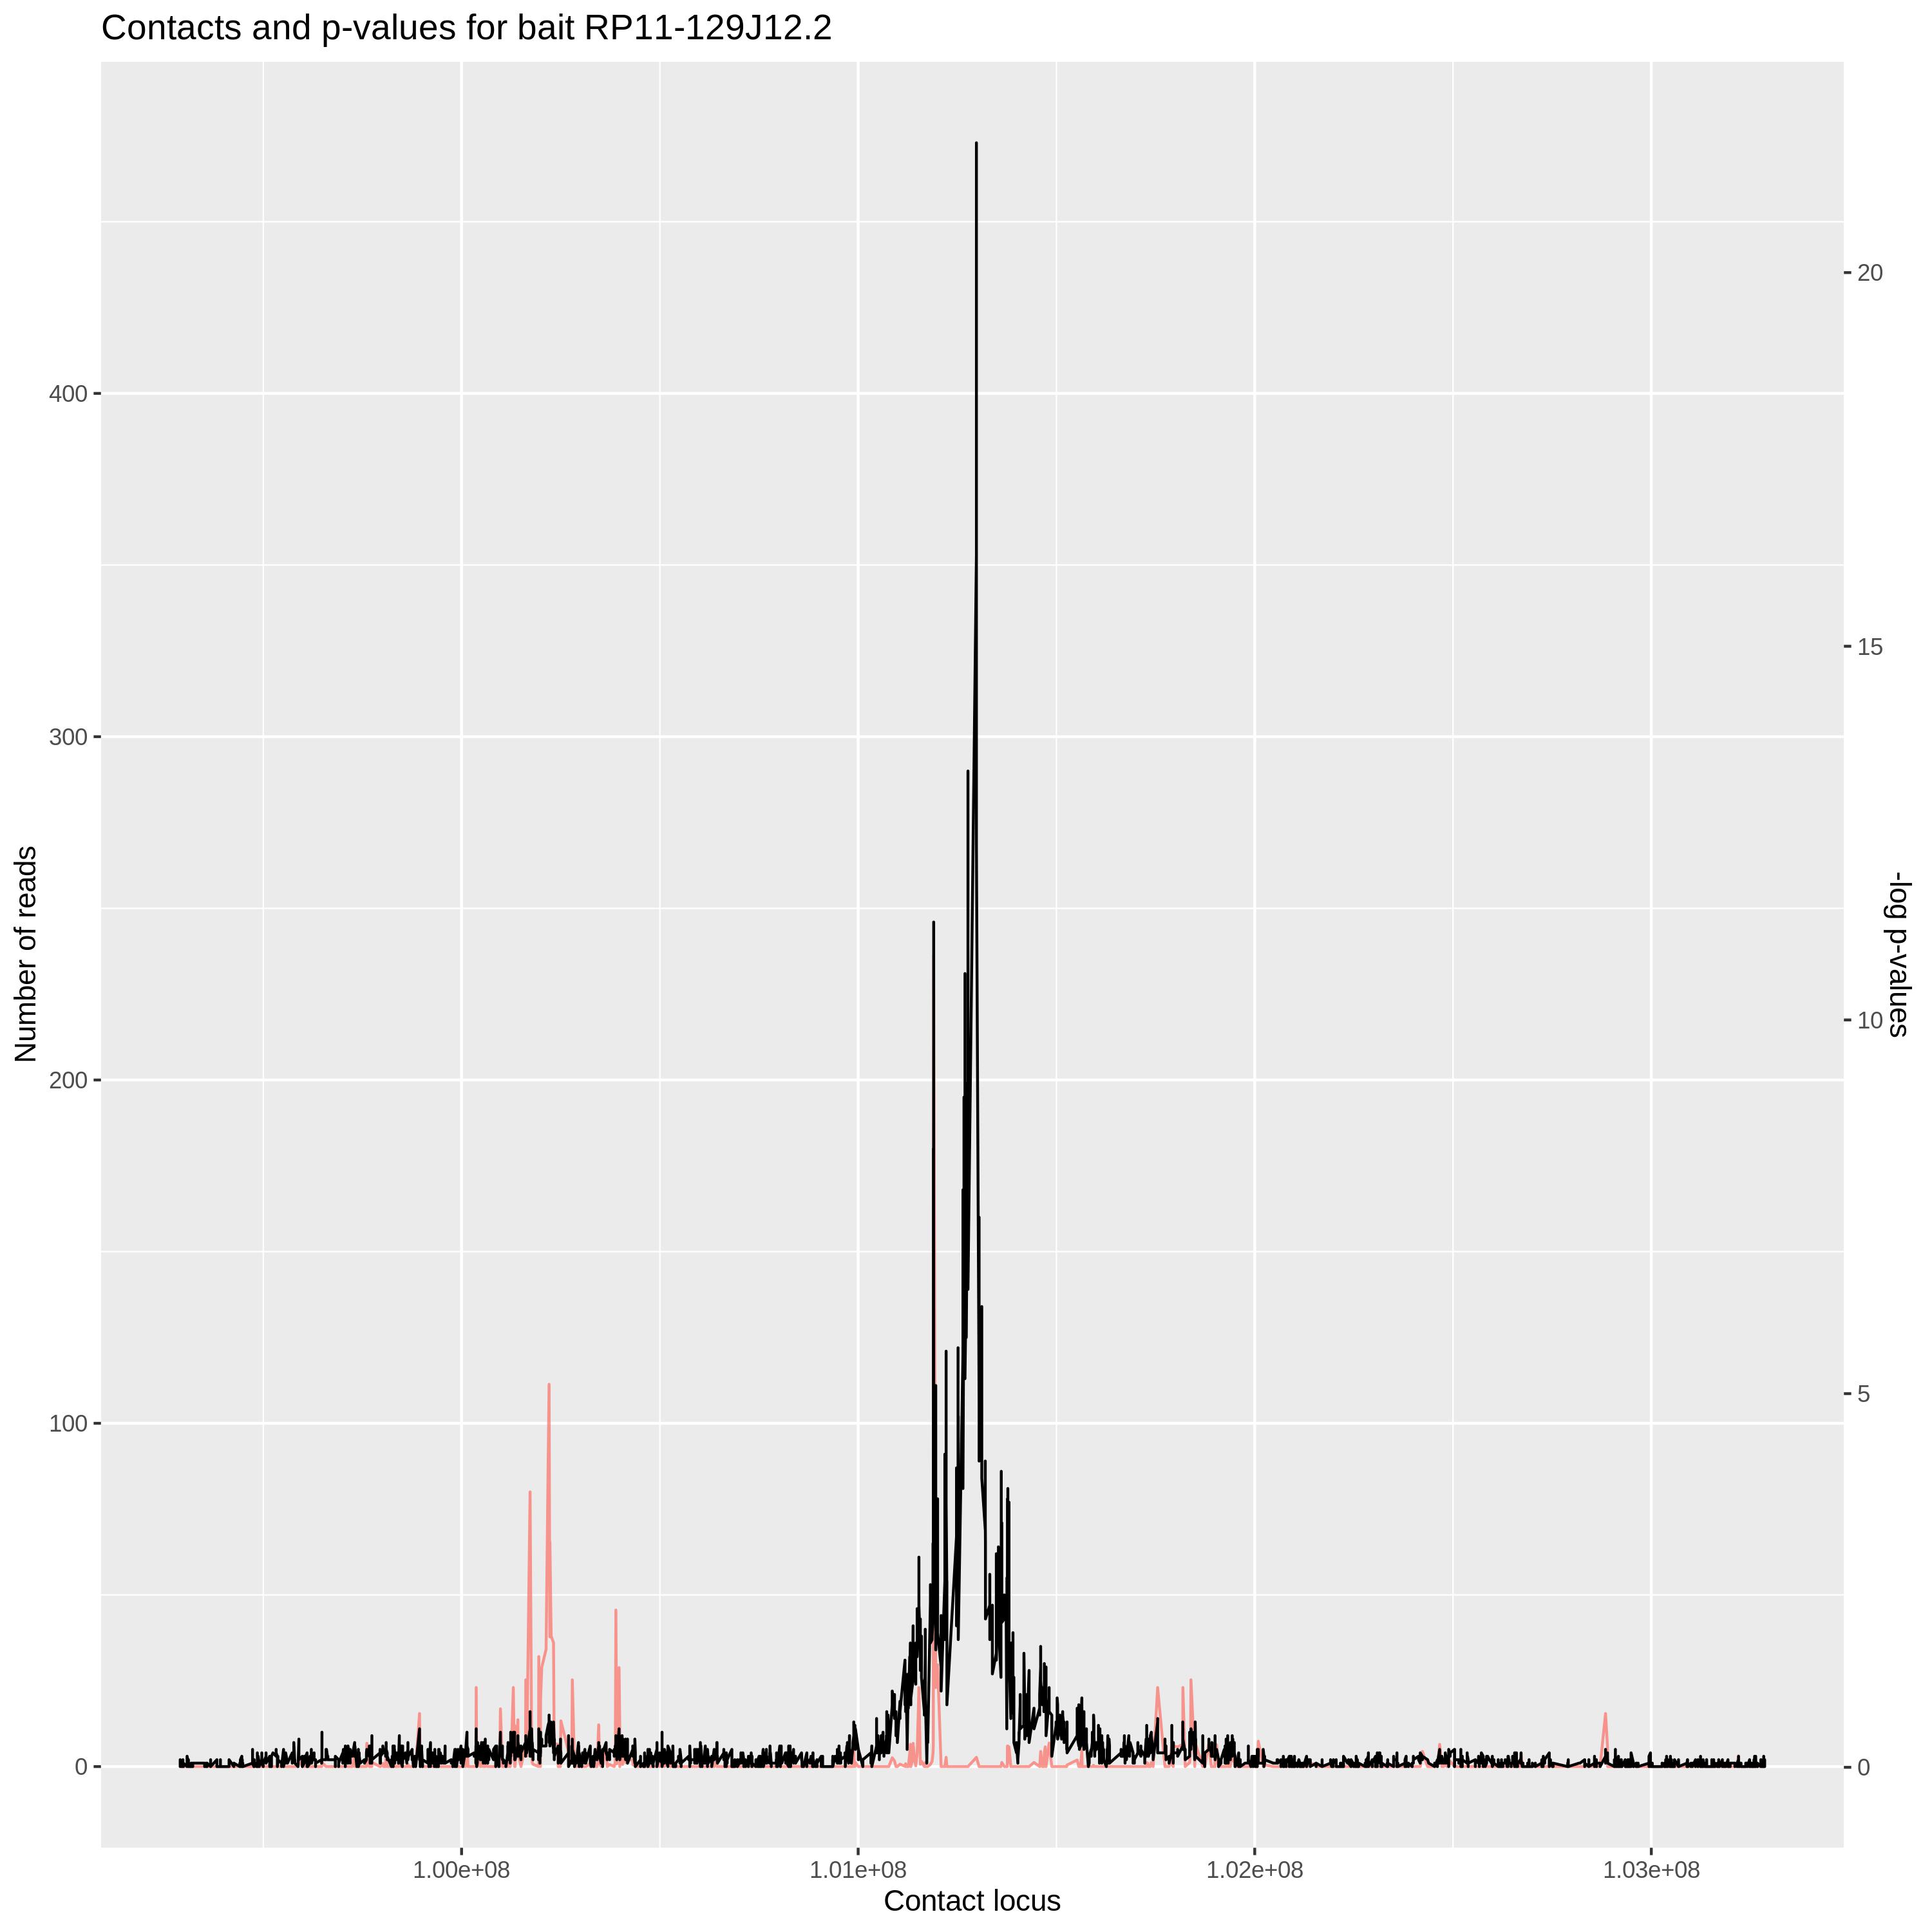 Contacts and p-values for bait RP11-129J12.2
Number of reads
400
300
200
100
0
20
15
10
5
0
-log p-values
1.00e+08
1.01e+08
1.02e+08
1.03e+08
Contact locus